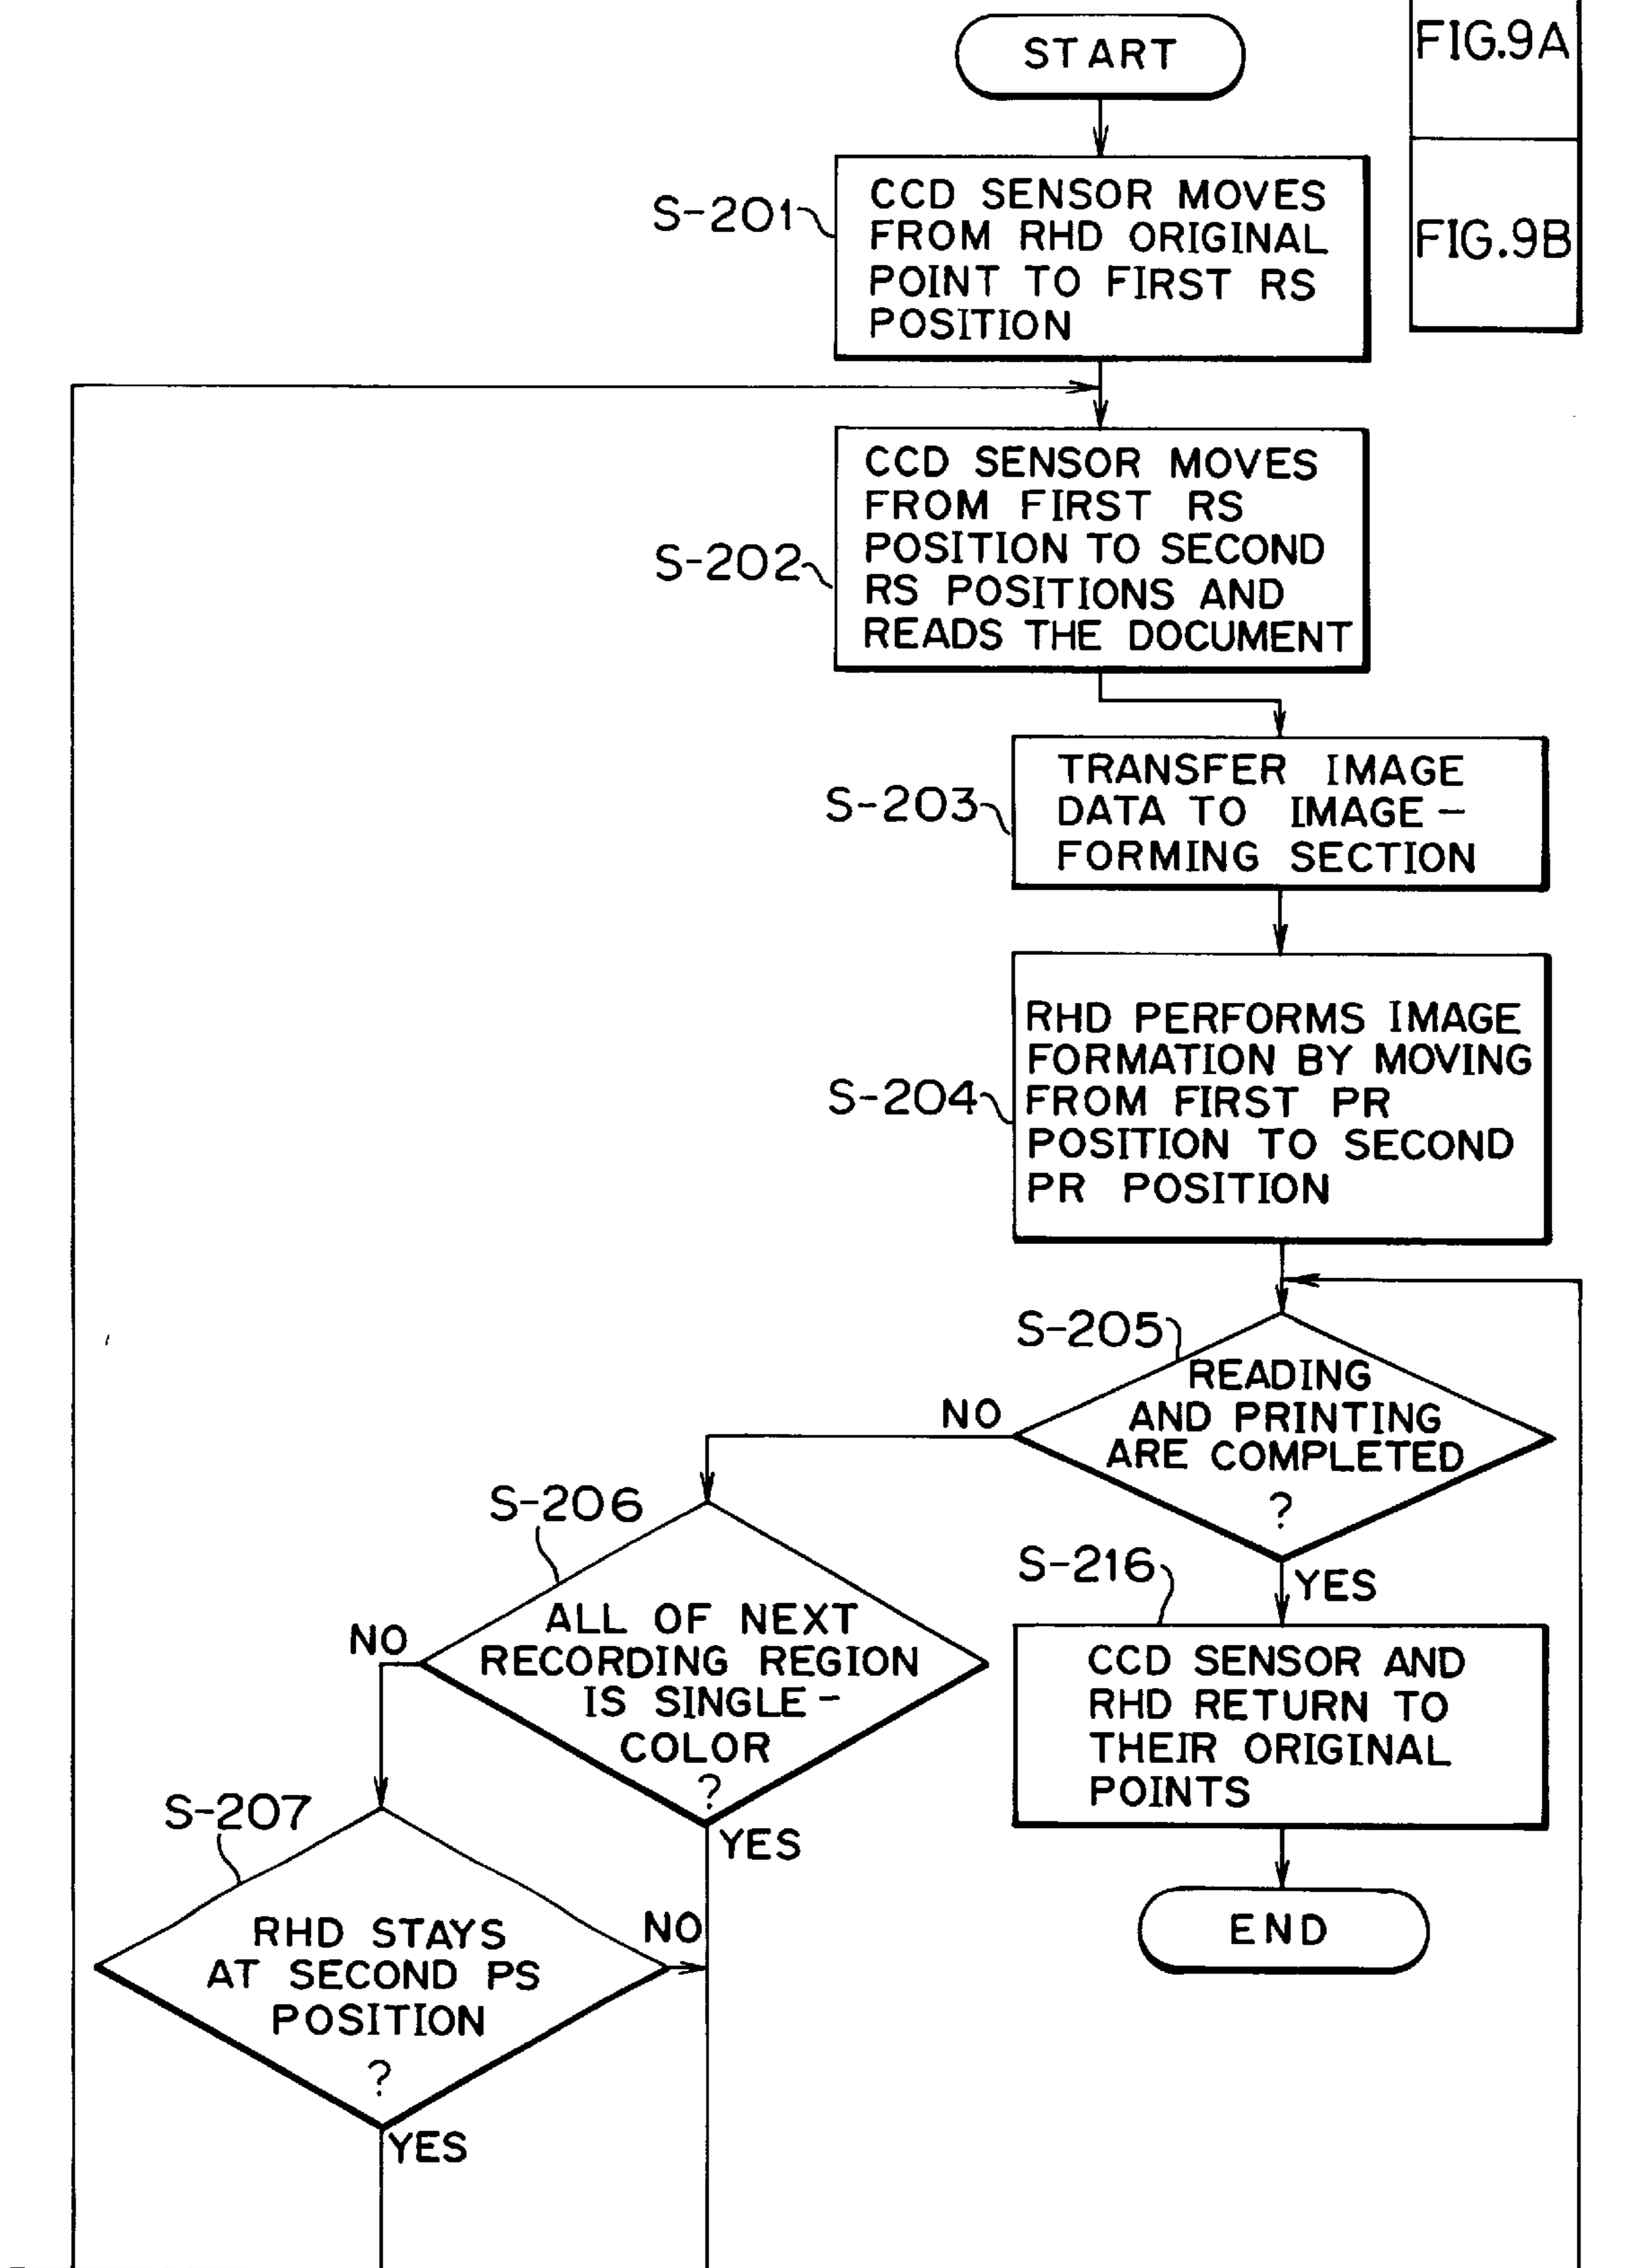 FIG.9A
FIG.9B
START
S-201
CCD SENSOR MOVES
FROM RHD ORIGINAL
POINT TO FIRST RS
POSITION
S-202
CCD SENSOR MOVES
FROM FIRST RS
POSITION TO SECOND
RS POSITIONS AND
READS THE DOCUMENT
S-203
TRANSFER IMAGE
DATA TO IMAGE-
FORMING SECTION
S-204
RHD PERFORMS IMAGE
FORMATION BY MOVING
FROM FIRST PR
POSITION TO SECOND
PR POSITION
S-205
READING
AND PRINTING
ARE COMPLETED
?
NO
YES
S-206
ALL OF NEXT
RECORDING REGION
IS SINGLE-
COLOR
?
NO
YES
S-216
CCD SENSOR AND
RHD RETURN TO
THEIR ORIGINAL
POINTS
END
S-207
RHD STAYS
AT SECOND PS
POSITION
?
NO
YES